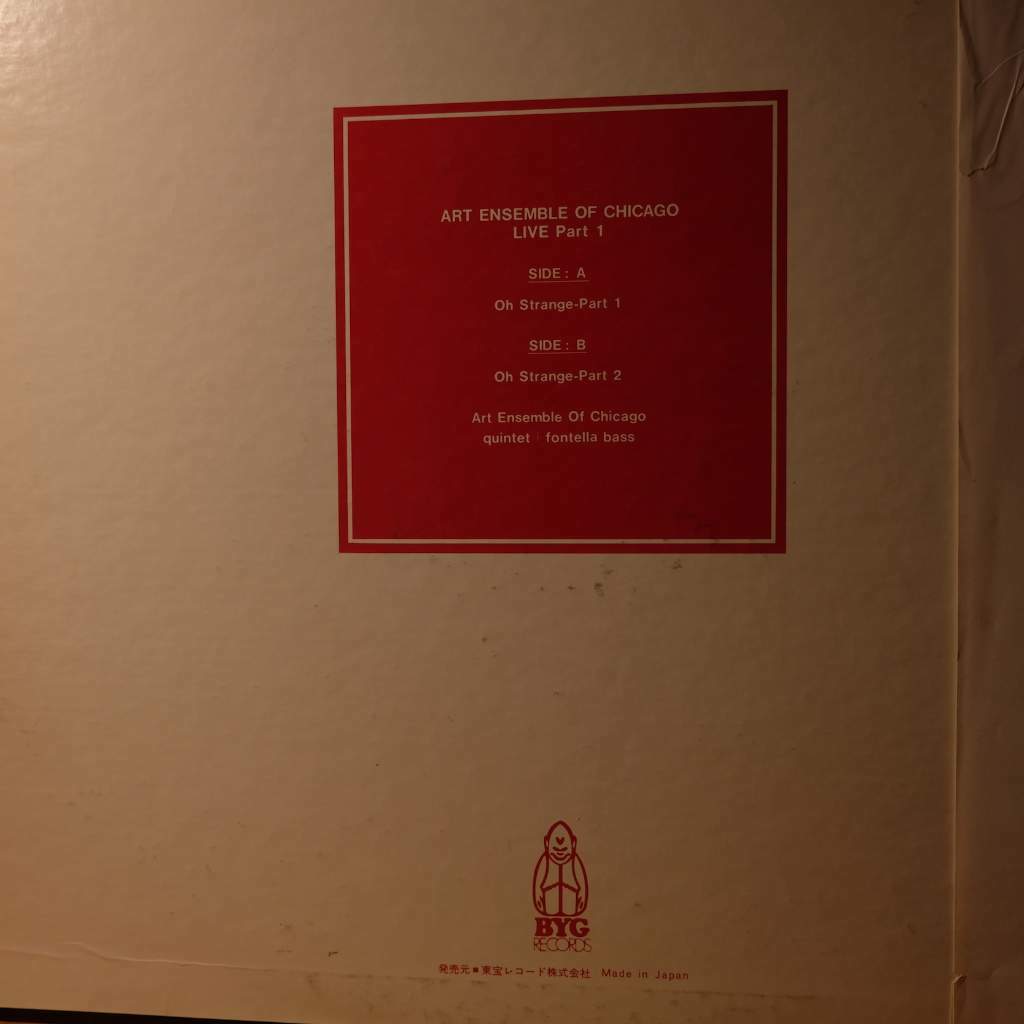 ART ENSEMBLE OF CHICAGO
LIVE Part 1
SIDE : A
Oh Strange-Part 1
SIDE : B
Oh Strange-Part 2
Art Ensemble Of Chicago
quintet : fontella bass
BYG
RECORDS
発売元■東宝レコード株式会社 Made in Japan